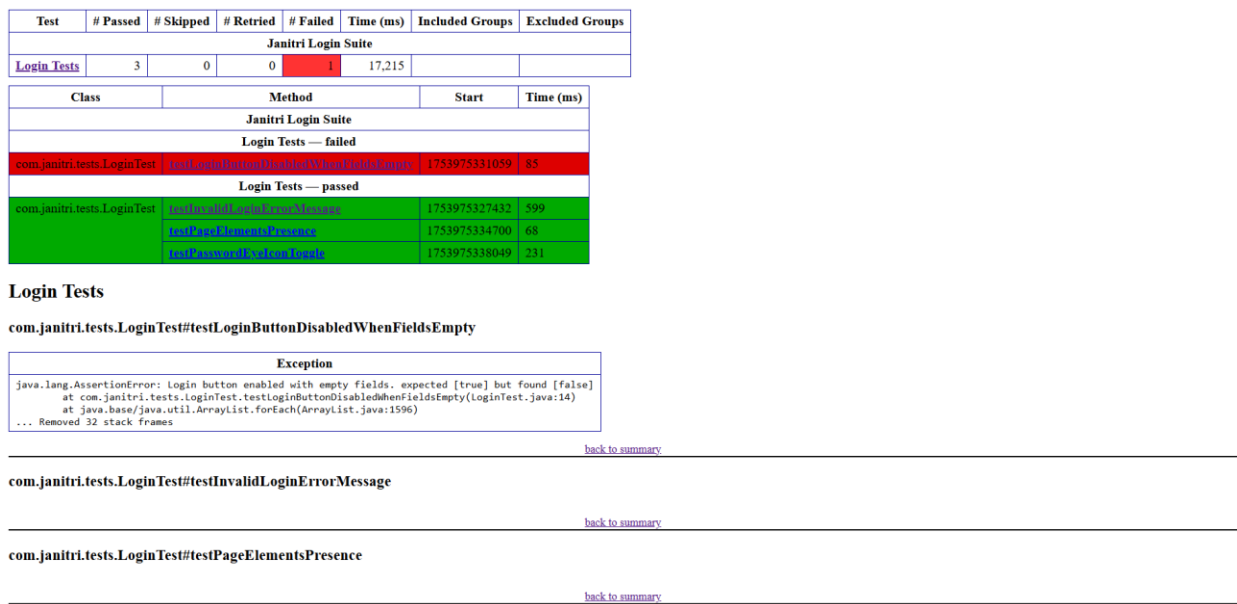 Test # Passed # Skipped # Retried # Failed Time (ms) Included Groups Excluded Groups
Janitri Login Suite
Login Tests 3 0 0 1 17,215
Class Method Start Time (ms)
Janitri Login Suite
Login Tests — failed
com.janitri.tests.LoginTest testLoginButtonDisabledWhenFieldsEmpty 1753975331059 85
Login Tests — passed
com.janitri.tests.LoginTest testInvalidLoginErrorMessage 1753975327432 599
testPageElementsPresence 1753975334700 68
testPasswordEyeIconToggle 1753975338049 231
Login Tests
com.janitri.tests.LoginTest#testLoginButtonDisabledWhenFieldsEmpty
Exception
java.lang.AssertionError: Login button enabled with empty fields. expected [true] but found [false]
at com.janitri.tests.LoginTest.testLoginButtonDisabledWhenFieldsEmpty(LoginTest.java:14)
at java.base/java.util.ArrayList.forEach(ArrayList.java:1596)
... Removed 32 stack frames
back to summary
com.janitri.tests.LoginTest#testInvalidLoginErrorMessage
back to summary
com.janitri.tests.LoginTest#testPageElementsPresence
back to summary